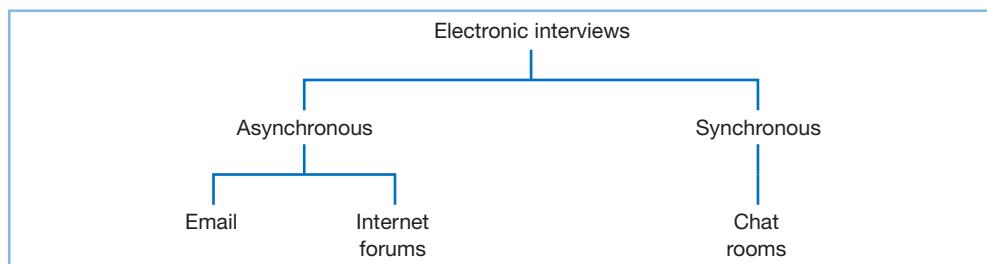 Electronic interviews
Asynchronous
Synchronous
Email
Internet
forums
Chat
rooms